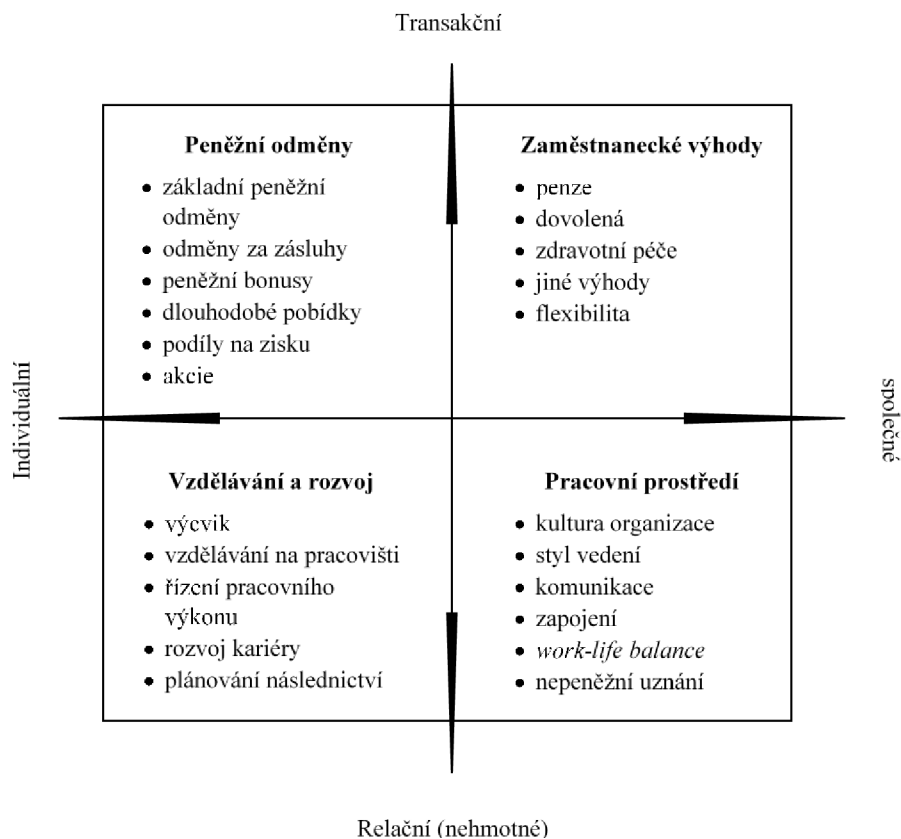 Transakční
Peněžní odměny
• základní peněžní
odměny
• odměny za zásluhy
• peněžní bonusy
• dlouhodobé pobídky
• podíly na zisku
• akcie
Zaměstnanecké výhody
• penze
• dovolená
• zdravotní péče
• jiné výhody
• flexibilita
Individuální
společné
Vzdělávání a rozvoj
• výcvik
• vzdělávání na pracovišti
• řízení pracovního
výkonu
• rozvoj kariéry
• plánování následnictví
Pracovní prostředí
• kultura organizace
• styl vedení
• komunikace
• zapojení
• work-life balance
• nepeněžní uznání
Relační (nehmotné)